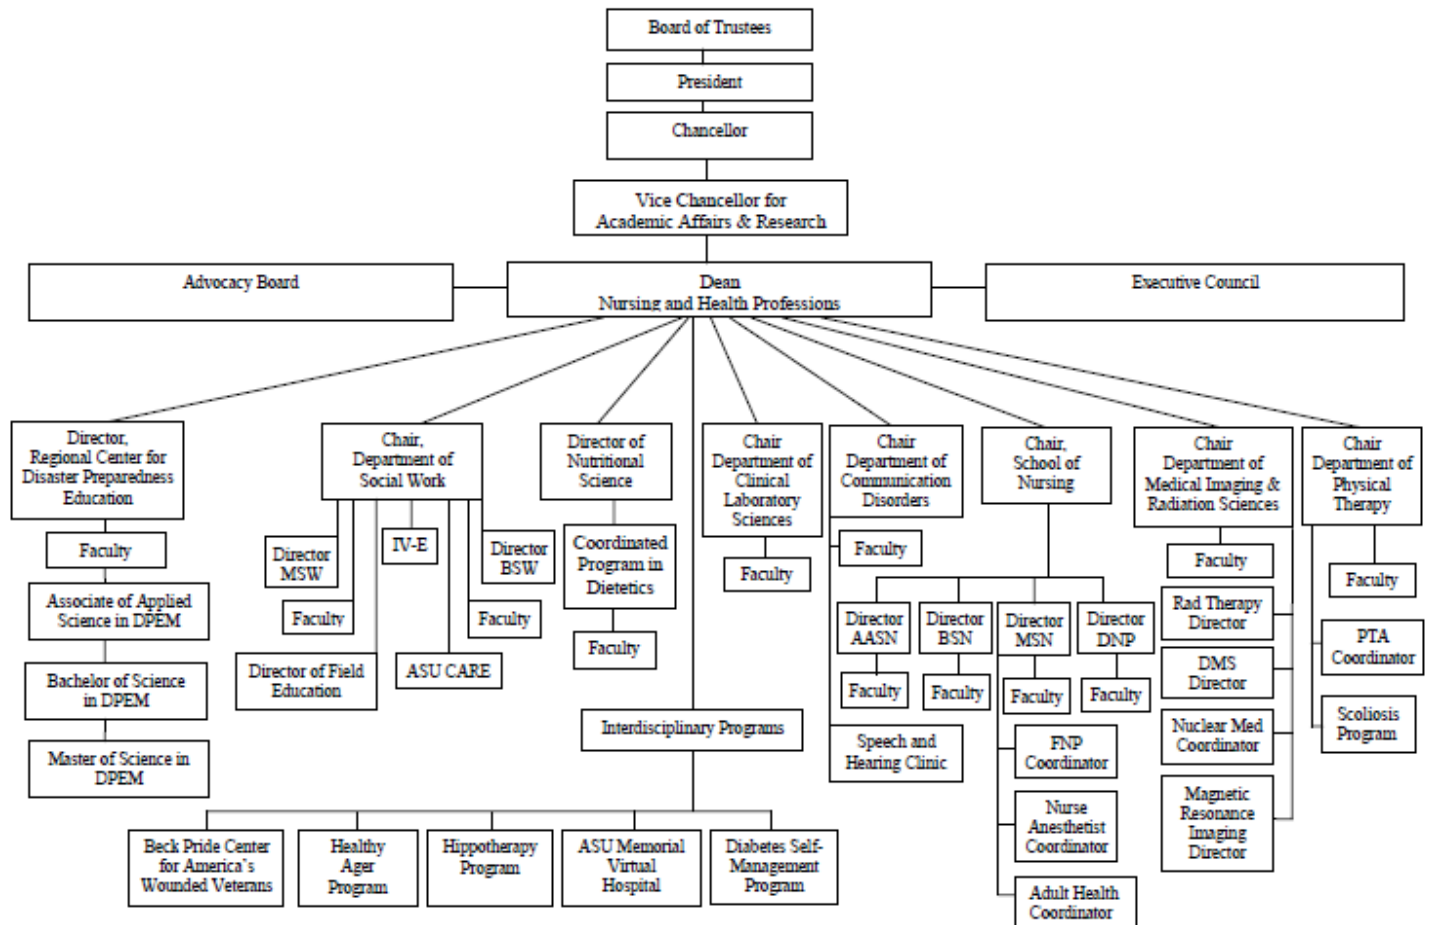 Board of Trustees
President
Chancellor
Vice Chancellor for
Academic Affairs & Research
Advocacy Board
Dean
Nursing and Health Professions
Executive Council
Director,
Regional Center for
Disaster Preparedness
Education
Faculty
Associate of Applied
Science in DPEM
Bachelor of Science
in DPEM
Master of Science in
DPEM
Chair,
Department of
Social Work
Director
MSW
Faculty
Director of Field
Education
IV-E
ASU CARE
Director
BSW
Faculty
Director of
Nutritional
Science
Coordinated
Program in
Dietetics
Faculty
Chair
Department of
Clinical
Laboratory
Sciences
Faculty
Chair
Department of
Communication
Disorders
Faculty
Speech and
Hearing Clinic
Chair,
School of
Nursing
Director
AASN
Faculty
Director
BSN
Faculty
Director
MSN
Faculty
Director
DNP
Faculty
FNP
Coordinator
Nurse
Anesthetist
Coordinator
Adult Health
Coordinator
Chair
Department of
Medical Imaging &
Radiation Sciences
Faculty
Rad Therapy
Director
DMS
Director
Nuclear Med
Coordinator
Magnetic
Resonance
Imaging
Director
Chair
Department of
Physical
Therapy
Faculty
PTA
Coordinator
Scoliosis
Program
Interdisciplinary Programs
Beck Pride Center
for America's
Wounded Veterans
Healthy
Ager
Program
Hippotherapy
Program
ASU Memorial
Virtual
Hospital
Diabetes Self-
Management
Program